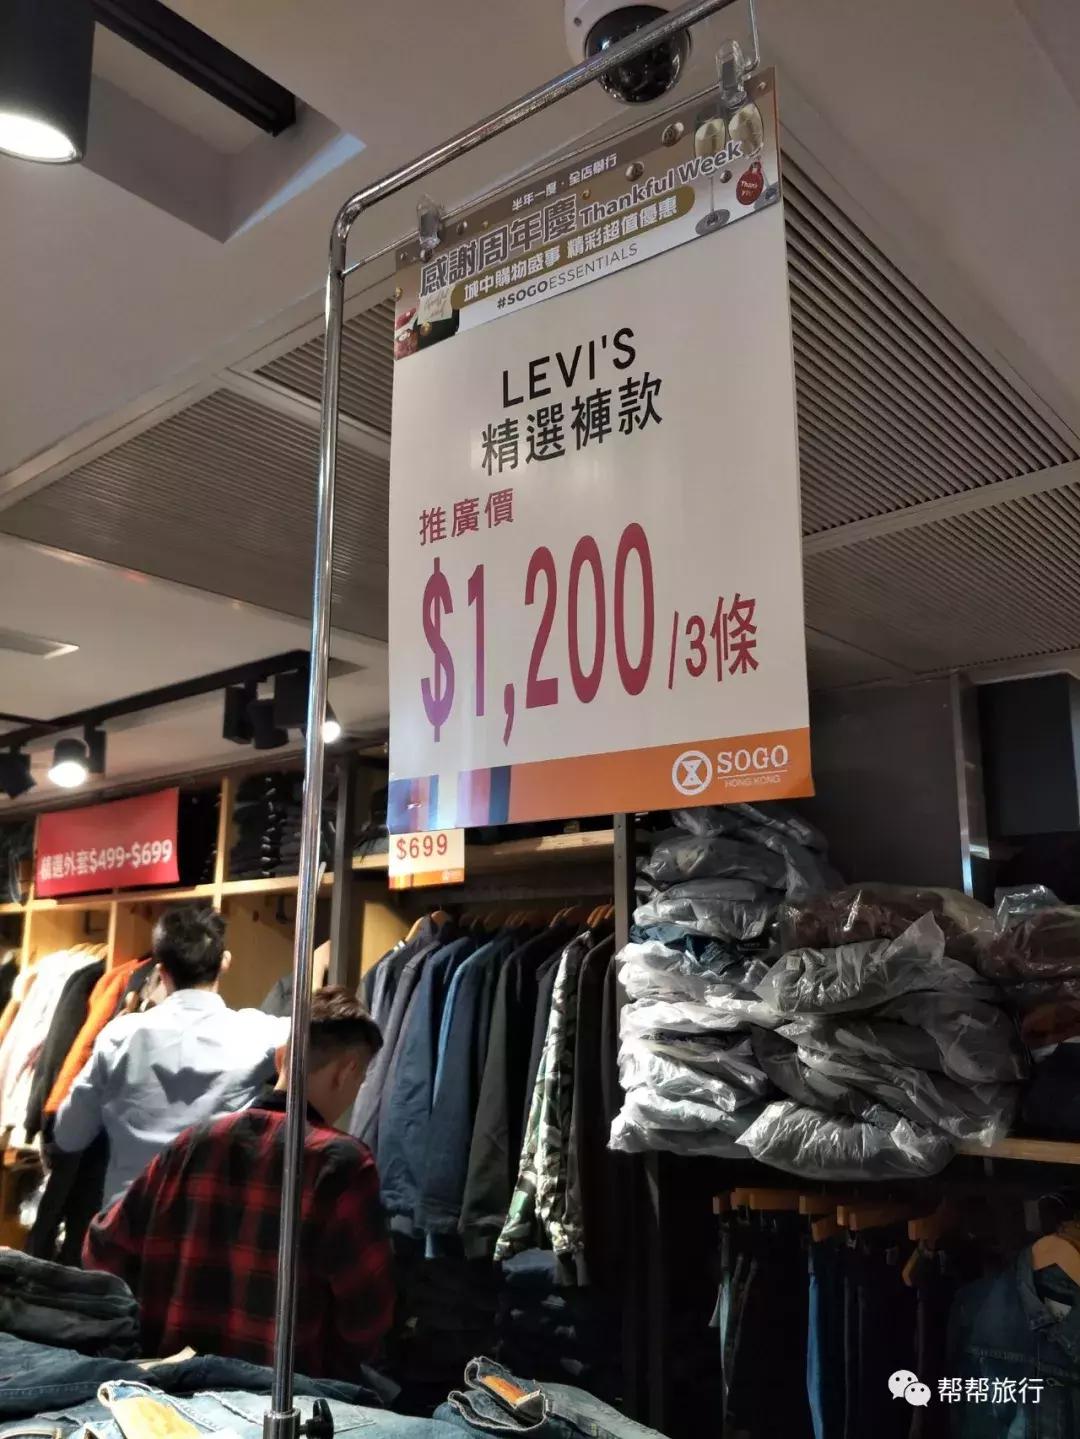 半年一度·全店舉行
感謝周年慶 Thankful Week
城中購物盛事 精彩超值優惠
#SOGOESSENTIALS
Thank You
LEVI'S
精選褲款
推廣價
$1,200/3條
SOGO
HONG KONG
$699
精選外套$499-$699
帮帮旅行